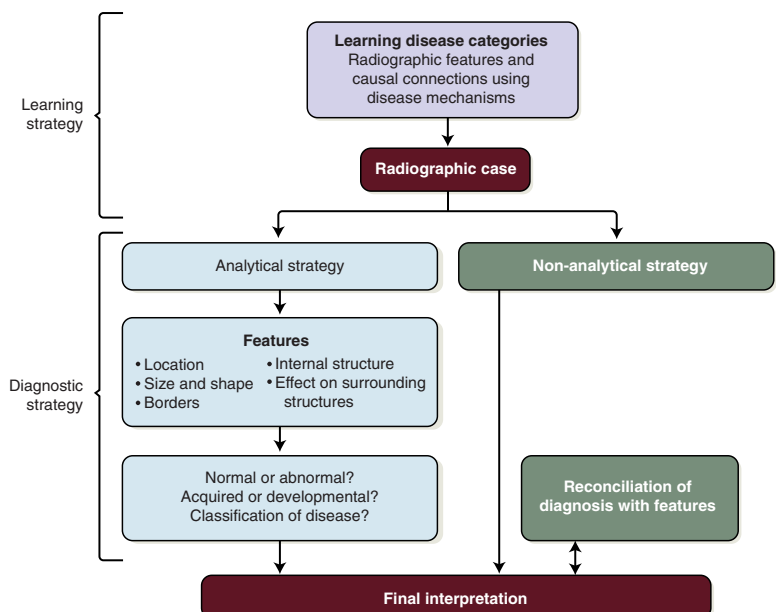 Learning disease categories
Radiographic features and
causal connections using
disease mechanisms
Learning
strategy
Radiographic case
Analytical strategy
Non-analytical strategy
Features
• Location
• Size and shape
• Borders
• Internal structure
• Effect on surrounding
structures
Diagnostic
strategy
Normal or abnormal?
Acquired or developmental?
Classification of disease?
Reconciliation of
diagnosis with features
Final interpretation